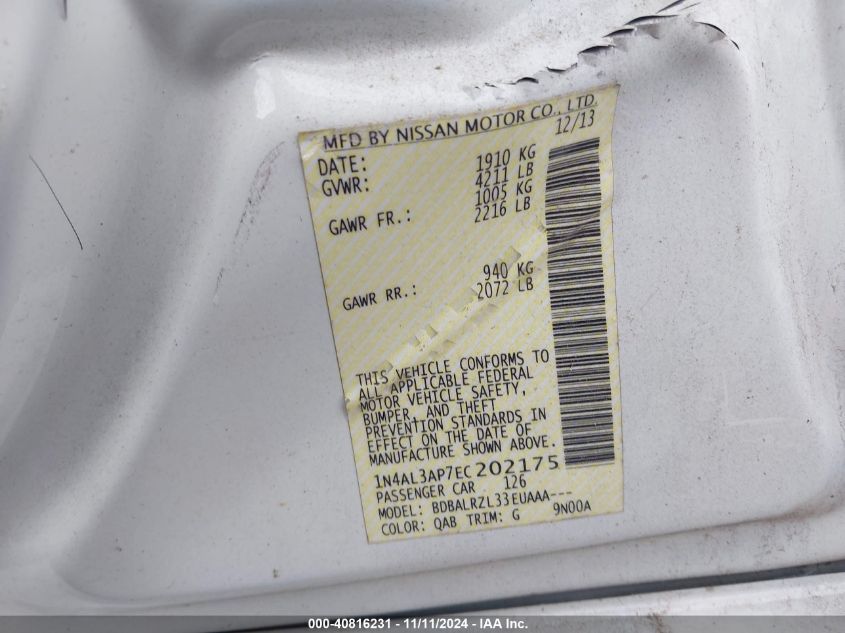 MFD BY NISSAN MOTOR CO., LTD.
DATE: 12/13
GVWR: 1910 KG
4211 LB
GAWR FR.: 1005 KG
2216 LB
GAWR RR.: 940 KG
2072 LB
THIS VEHICLE CONFORMS TO
ALL APPLICABLE FEDERAL
MOTOR VEHICLE SAFETY,
BUMPER, AND THEFT
PREVENTION STANDARDS IN
EFFECT ON THE DATE OF
MANUFACTURE SHOWN ABOVE.
1N4AL3AP7EC202175
PASSENGER CAR 126
MODEL: BDBALRZL33EUAAA---
COLOR: QAB TRIM: G 9N00A
000-40816231 - 11/11/2024 - IAA Inc.